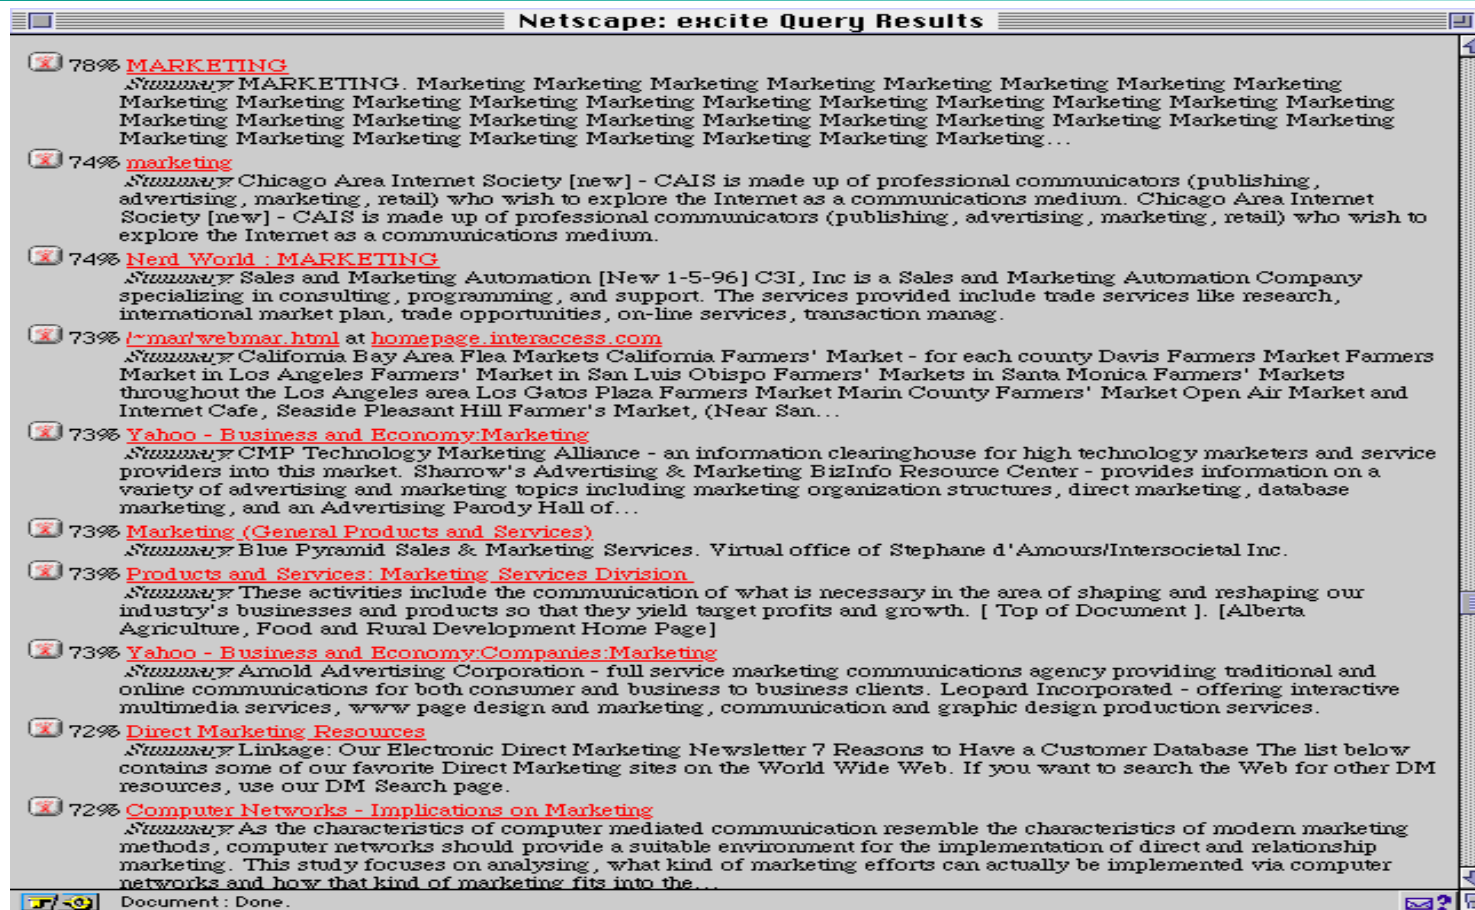 Netscape: excite Query Results
78% MARKETING
Summary: MARKETING. Marketing Marketing Marketing Marketing Marketing Marketing Marketing Marketing
Marketing Marketing Marketing Marketing Marketing Marketing Marketing Marketing Marketing Marketing Marketing
Marketing Marketing Marketing Marketing Marketing Marketing Marketing Marketing Marketing Marketing Marketing
Marketing Marketing Marketing Marketing Marketing Marketing Marketing Marketing...
74% marketing
Summary: Chicago Area Internet Society [new] - CAIS is made up of professional communicators (publishing,
advertising, marketing, retail) who wish to explore the Internet as a communications medium. Chicago Area Internet
Society [new] - CAIS is made up of professional communicators (publishing, advertising, marketing, retail) who wish to
explore the Internet as a communications medium.
74% Nerd World : MARKETING
Summary: Sales and Marketing Automation [New 1-5-96] C3I, Inc is a Sales and Marketing Automation Company
specializing in consulting, programming, and support. The services provided include trade services like research,
international market plan, trade opportunities, on-line services, transaction manag.
73% /~mar/webmar.html at homepage.interaccess.com
Summary: California Bay Area Flea Markets California Farmers' Market - for each county Davis Farmers Market Farmers
Market in Los Angeles Farmers' Market in San Luis Obispo Farmers' Markets in Santa Monica Farmers' Markets
throughout the Los Angeles area Los Gatos Plaza Farmers Market Marin County Farmers' Market Open Air Market and
Internet Cafe, Seaside Pleasant Hill Farmer's Market, (Near San...
73% Yahoo - Business and Economy:Marketing
Summary: CMP Technology Marketing Alliance - an information clearinghouse for high technology marketers and service
providers into this market. Sharrow's Advertising & Marketing BizInfo Resource Center - provides information on a
variety of advertising and marketing topics including marketing organization structures, direct marketing, database
marketing, and an Advertising Parody Hall of...
73% Marketing (General Products and Services)
Summary: Blue Pyramid Sales & Marketing Services. Virtual office of Stephane d'Amours/Intersocietal Inc.
73% Products and Services: Marketing Services Division
Summary: These activities include the communication of what is necessary in the area of shaping and reshaping our
industry's businesses and products so that they yield target profits and growth. [ Top of Document ]. [Alberta
Agriculture, Food and Rural Development Home Page]
73% Yahoo - Business and Economy:Companies:Marketing
Summary: Arnold Advertising Corporation - full service marketing communications agency providing traditional and
online communications for both consumer and business to business clients. Leopard Incorporated - offering interactive
multimedia services, www page design and marketing, communication and graphic design production services.
72% Direct Marketing Resources
Summary: Linkage: Our Electronic Direct Marketing Newsletter 7 Reasons to Have a Customer Database The list below
contains some of our favorite Direct Marketing sites on the World Wide Web. If you want to search the Web for other DM
resources, use our DM Search page.
72% Computer Networks - Implications on Marketing
Summary: As the characteristics of computer mediated communication resemble the characteristics of modern marketing
methods, computer networks should provide a suitable environment for the implementation of direct and relationship
marketing. This study focuses on analysing, what kind of marketing efforts can actually be implemented via computer
networks and how that kind of marketing fits into the...
Document: Done.